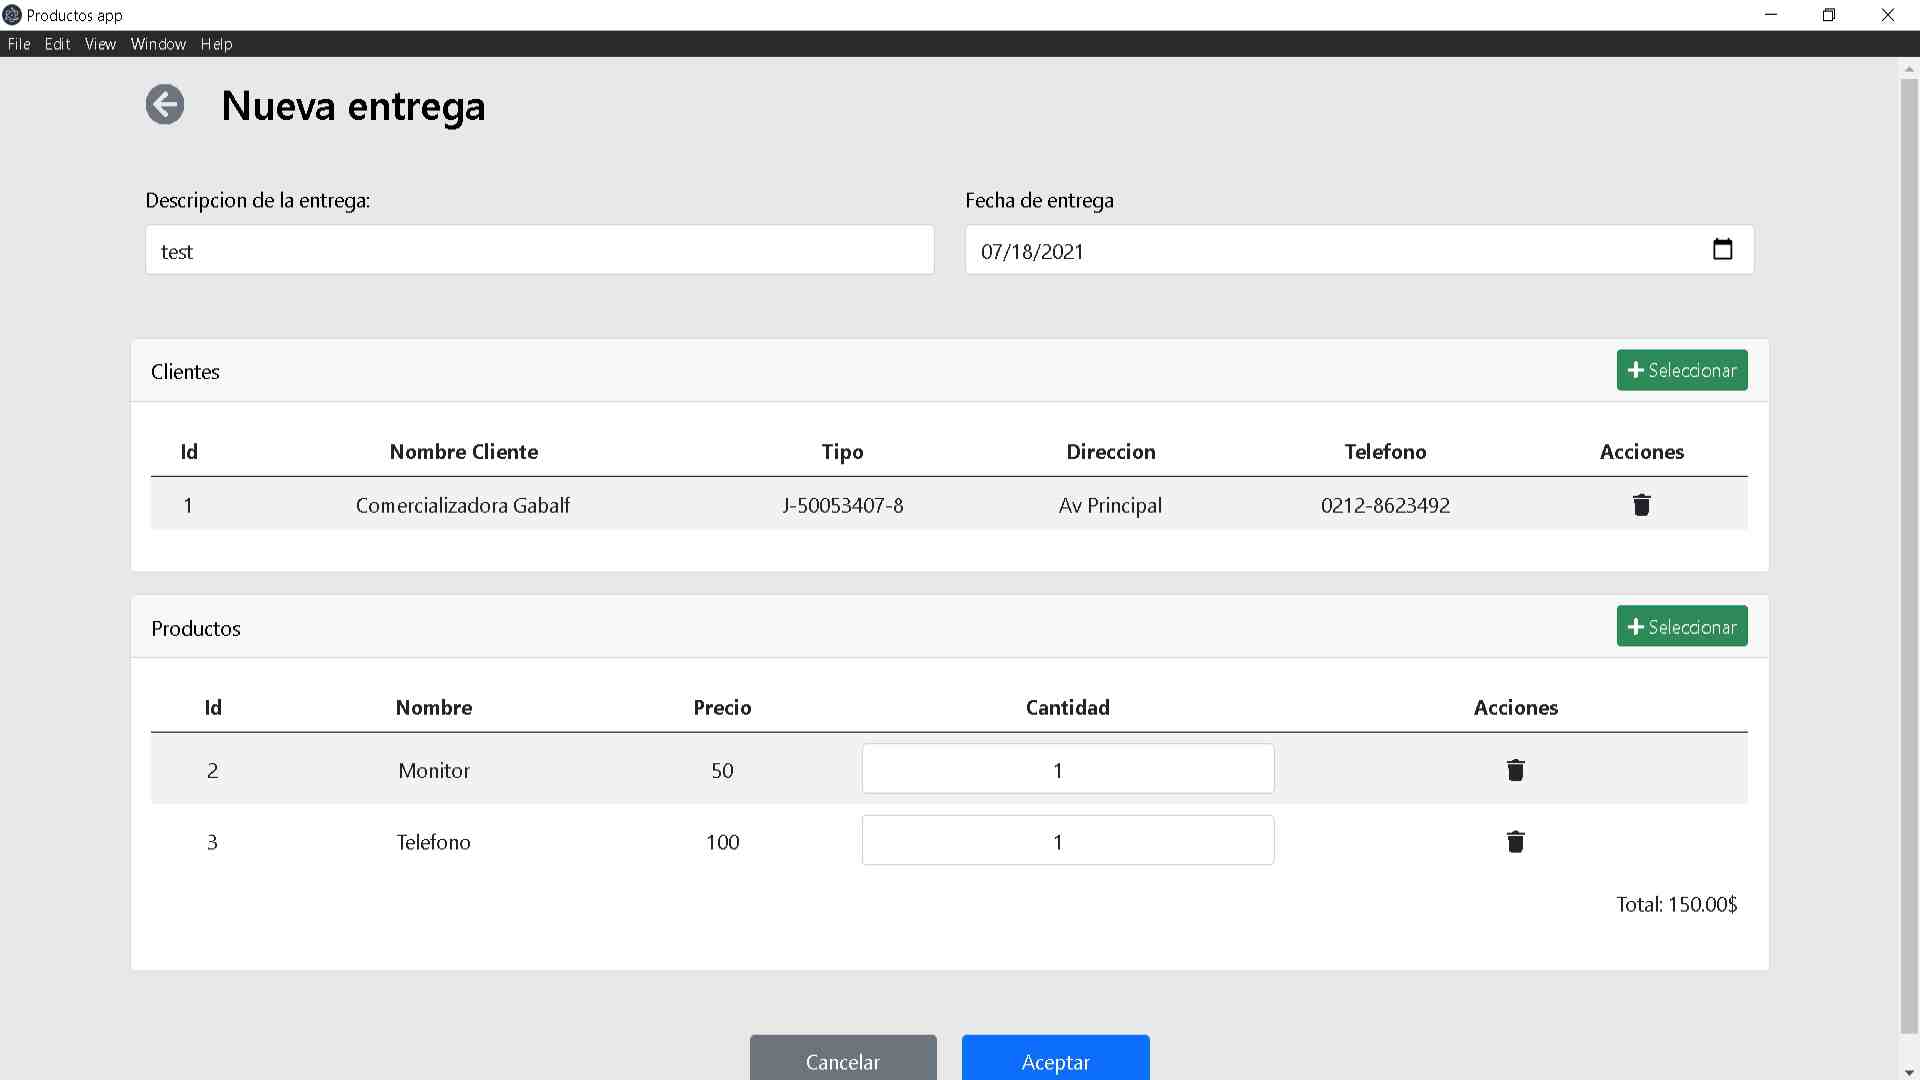 Productos app
File Edit View Window Help
Nueva entrega
Descripcion de la entrega: Fecha de entrega
test 07/18/2021
Clientes Seleccionar
Id Nombre Cliente Tipo Direccion Telefono Acciones
1 Comercializadora Gabalf J-50053407-8 Av Principal 0212-8623492
Productos Seleccionar
Id Nombre Precio Cantidad Acciones
2 Monitor 50 1
3 Telefono 100 1
Total: 150.00$
Cancelar Aceptar